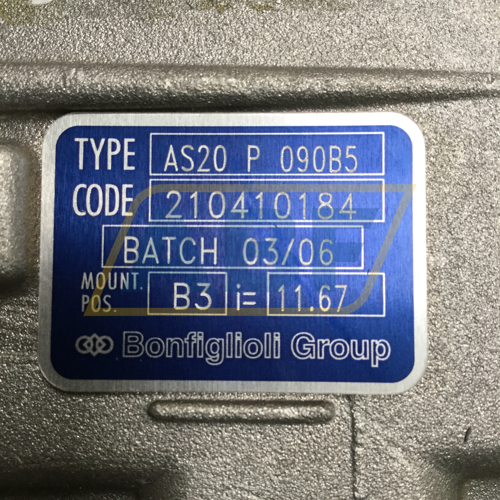 TYPE AS20 P 090B5
CODE 210410184
BATCH 03/06
MOUNT. POS. B3 i= 11.67
Bonfiglioli Group